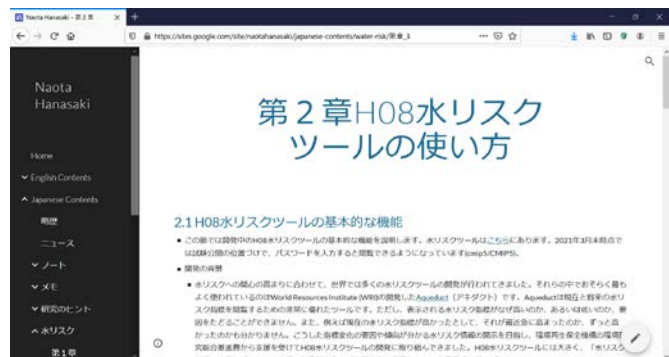 Naota Hanasaki - 第２章
https://sites.google.com/site/naotahanasaki/japanese-contents/water-risk/第章_1
Naota
Hanasaki
Home
English Contents
Japanese Contents
略歴
ニュース
ノート
メモ
研究のヒント
水リスク
第１章
第２章H08水リスク
ツールの使い方
2.1 H08水リスクツールの基本的な機能
この節では開発中のH08水リスクツールの基本的な機能を説明します。水リスクツールはこちらにあります。2021年3月末時点で
は試験公開の位置づけで、パスワードを入力すると閲覧できるようになっています(cmip5/CMIP5)。
開発の背景
水リスクへの関心の高まりに合わせて、世界では多くの水リスクツールの開発が行われてきました。それらの中でおそらく最も
よく使われているのはWorld Resources Institute (WRI)の開発したAqueduct（アキダクト）です。Aqueductは現在と将来の水リ
スク指標を閲覧するための非常に優れたツールです。ただし、表示される水リスク指標がなぜ高いのか、あるいは低いのか、要
因をたどることができません。また、例えば現在の水リスク指標が高かったとして、それが最近急に高まったのか、ずっと高
かったのかも分かりません。こうした指標変化の要因や傾向が分かる水リスク情報の開示を目指し、環境再生保全機構の環境研
究総合推進費から支援を受けてH08水リスクツールの開発に取り組んできました。H08水リスクツールには大きく、「水リスク